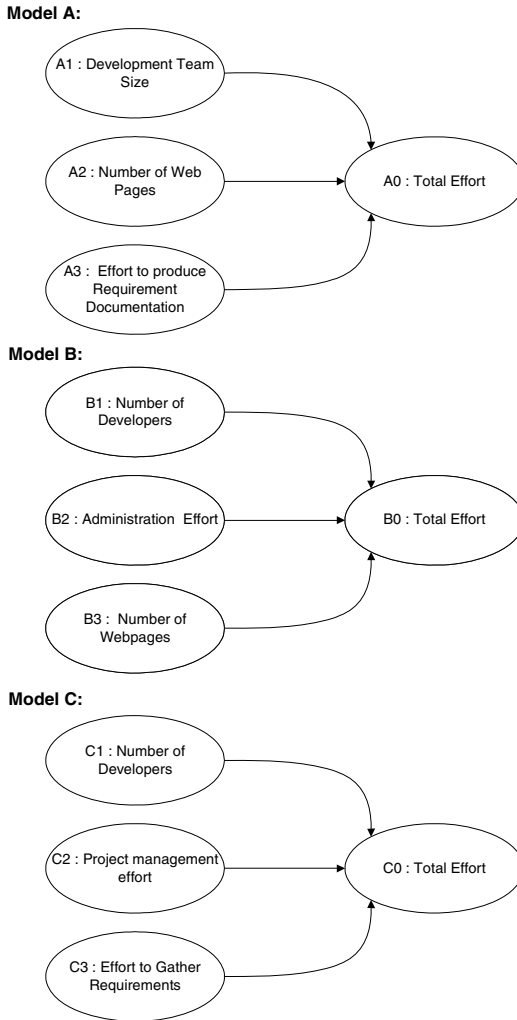 Model A:
A1 : Development Team
Size
A2 : Number of Web
Pages
A0 : Total Effort
A3 :  Effort to produce
Requirement
Documentation
Model B:
B1 : Number of
Developers
B2 : Administration  Effort
B0 : Total Effort
B3 :  Number of
Webpages
Model C:
C1 : Number of
Developers
C2 : Project management
effort
C0 : Total Effort
C3 : Effort to Gather
Requirements